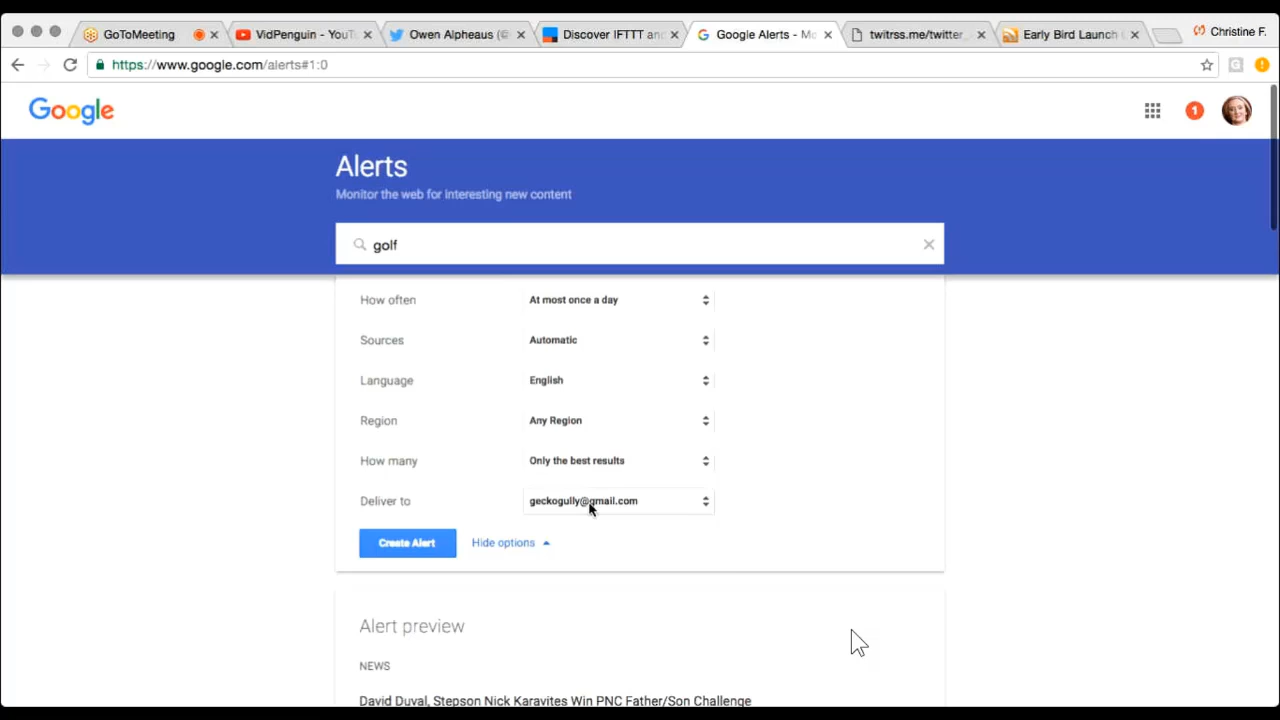 GoToMeeting
VidPenguin - YouTu
Owen Alpheaus (@
Discover IFTTT and
Google Alerts - Mo
twitrss.me/twitter_
Early Bird Launch
Christine F.
https://www.google.com/alerts#1:0
Google
1
Alerts
Monitor the web for interesting new content
golf
How often At most once a day
Sources Automatic
Language English
Region Any Region
How many Only the best results
Deliver to geckogully@gmail.com
Create Alert Hide options
Alert preview
NEWS
David Duval, Stepson Nick Karavites Win PNC Father/Son Challenge